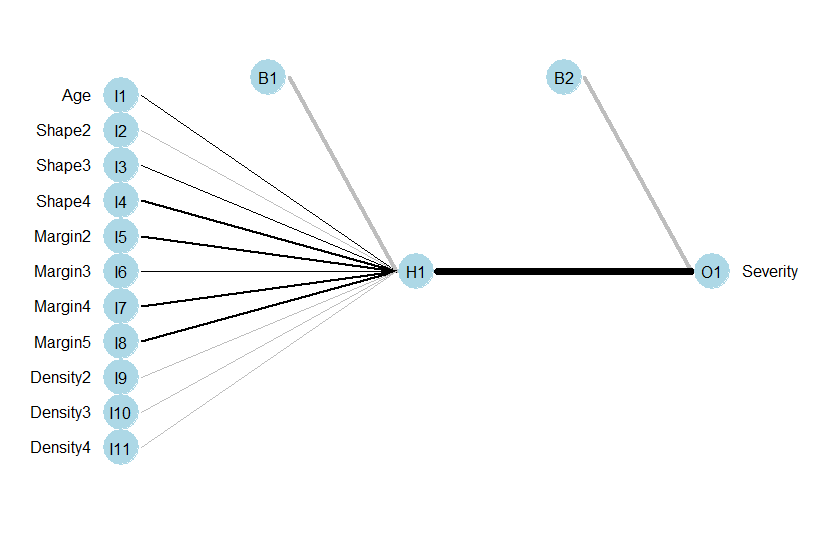 B1
B2
Age I1
Shape2 I2
Shape3 I3
Shape4 I4
Margin2 I5
Margin3 I6
H1
O1 Severity
Margin4 I7
Margin5 I8
Density2 I9
Density3 I10
Density4 I11